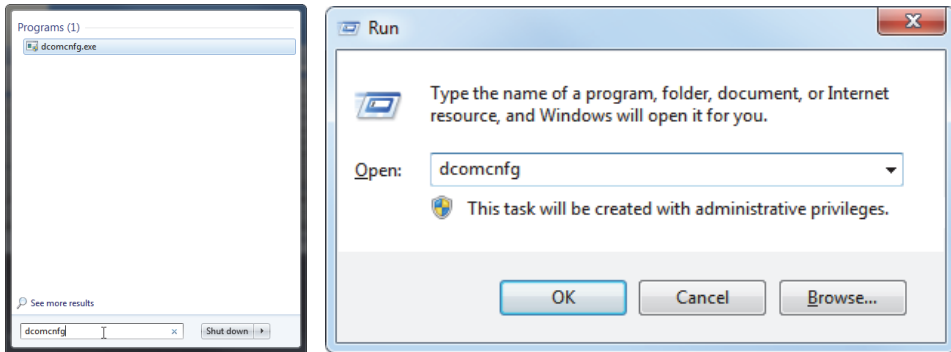 Programs (1)
dcomcnfg.exe
See more results
dcomcnfg
Shut down
Run
Type the name of a program, folder, document, or Internet
resource, and Windows will open it for you.
Open:
dcomcnfg
This task will be created with administrative privileges.
OK
Cancel
Browse...